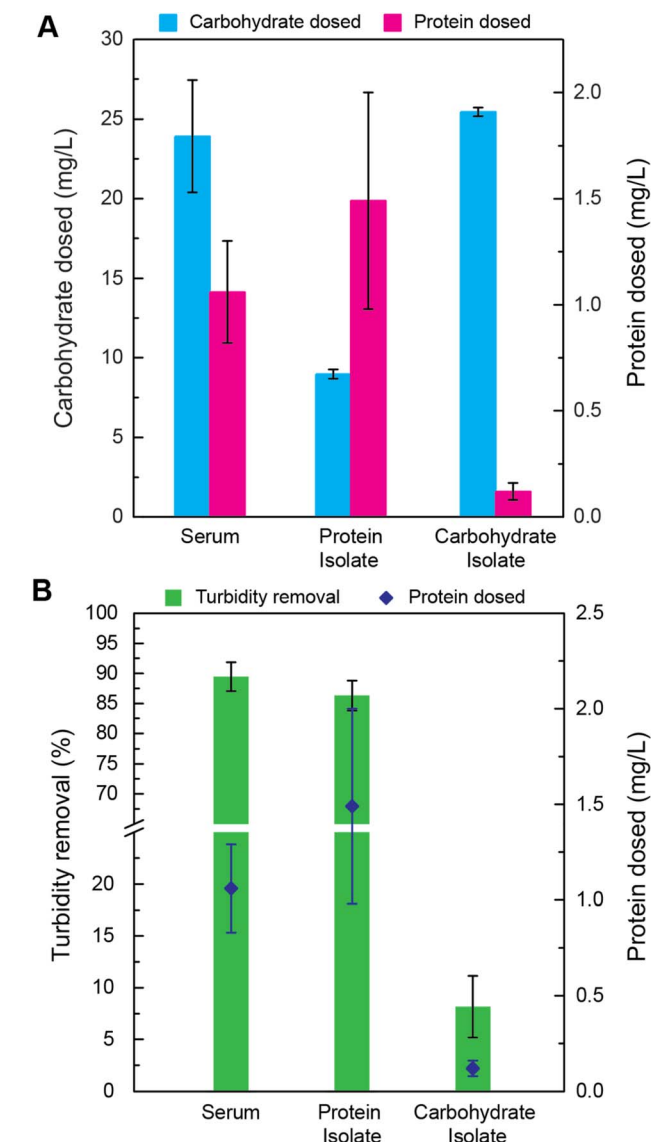 A
Carbohydrate dosed Protein dosed
30
25
20
15
10
5
0
Carbohydrate dosed (mg/L)
2.0
1.5
1.0
0.5
0.0
Protein dosed (mg/L)
Serum
Protein
Isolate
Carbohydrate
Isolate
B
Turbidity removal Protein dosed
100
95
90
85
80
75
70
20
15
10
5
0
Turbidity removal (%)
2.5
2.0
1.5
1.0
0.5
0.0
Protein dosed (mg/L)
Serum
Protein
Isolate
Carbohydrate
Isolate